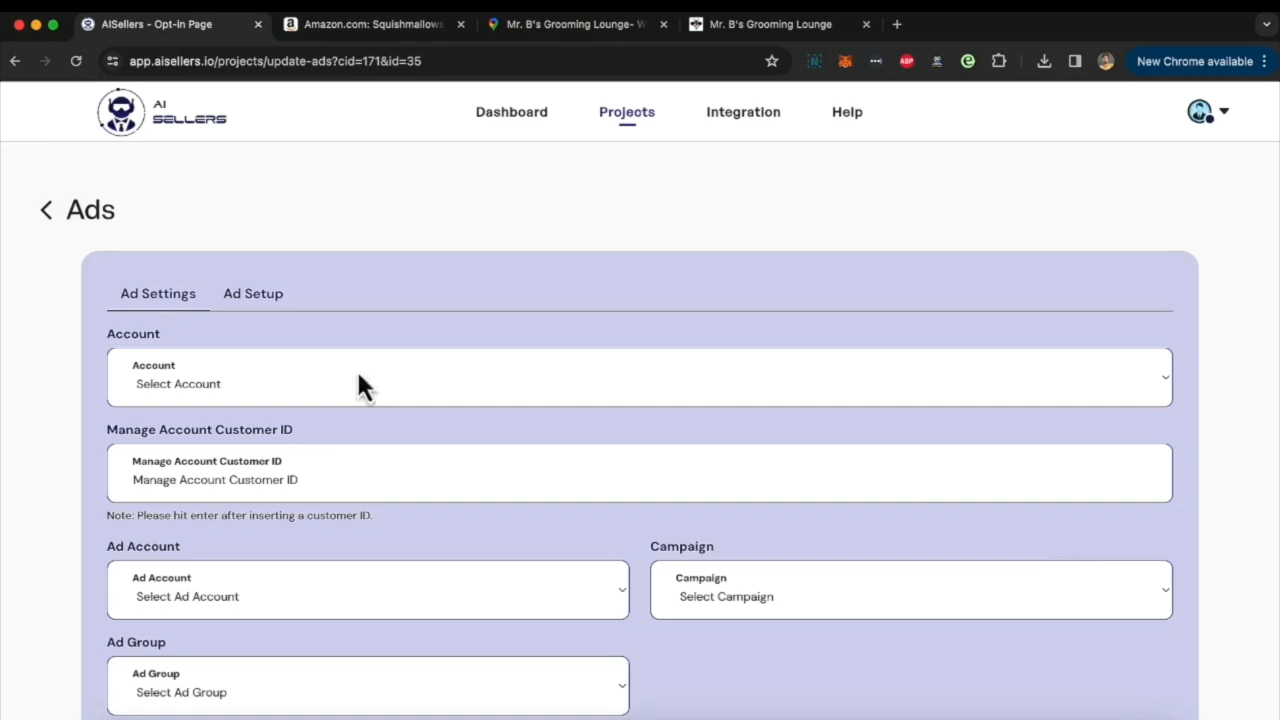 AISellers - Opt-in Page
Amazon.com: Squishmallows
Mr. B's Grooming Lounge- W
Mr. B's Grooming Lounge
app.aisellers.io/projects/update-ads?cid=171&id=35
ABP
New Chrome available
AI
SELLERS
Dashboard
Projects
Integration
Help
Ads
Ad Settings
Ad Setup
Account
Account
Select Account
Manage Account Customer ID
Manage Account Customer ID
Manage Account Customer ID
Note: Please hit enter after inserting a customer ID.
Ad Account
Campaign
Ad Account
Select Ad Account
Campaign
Select Campaign
Ad Group
Ad Group
Select Ad Group